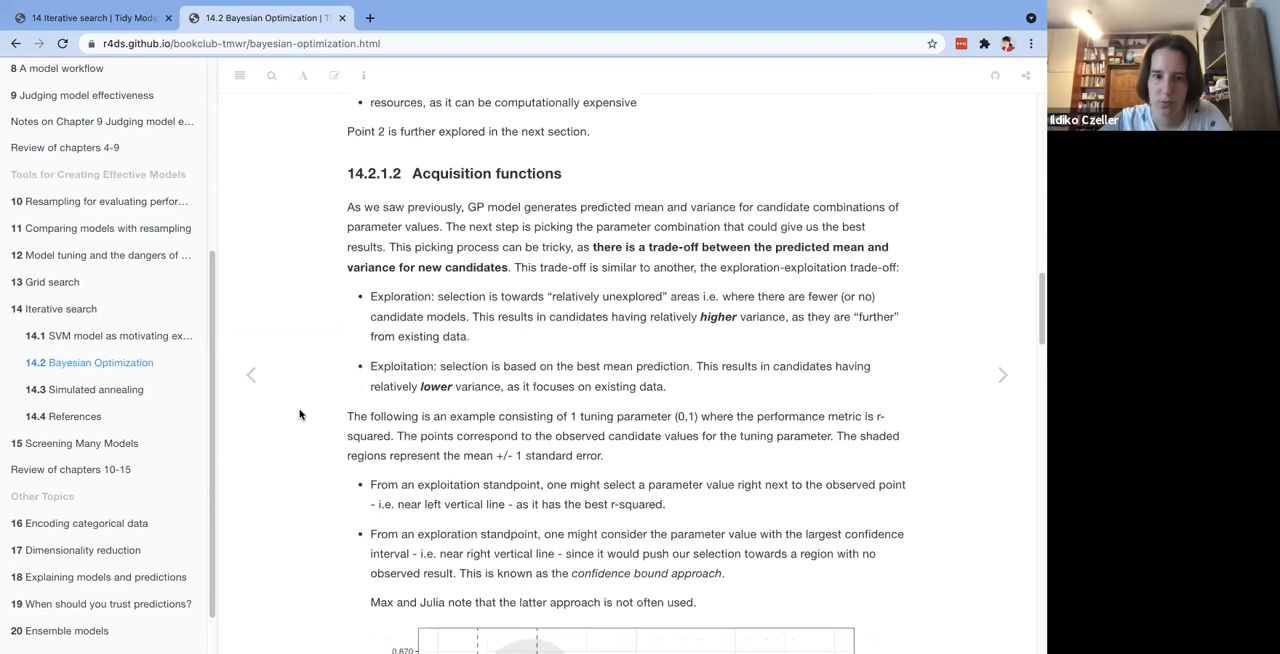 14 Iterative search | Tidy Mode
14.2 Bayesian Optimization | Ti
r4ds.github.io/bookclub-tmwr/bayesian-optimization.html
8 A model workflow
9 Judging model effectiveness
Notes on Chapter 9 Judging model e...
Review of chapters 4-9
Tools for Creating Effective Models
10 Resampling for evaluating perfor...
11 Comparing models with resampling
12 Model tuning and the dangers of ...
13 Grid search
14 Iterative search
14.1 SVM model as motivating ex...
14.2 Bayesian Optimization
14.3 Simulated annealing
14.4 References
15 Screening Many Models
Review of chapters 10-15
Other Topics
16 Encoding categorical data
17 Dimensionality reduction
18 Explaining models and predictions
19 When should you trust predictions?
20 Ensemble models
A
i
• resources, as it can be computationally expensive
Point 2 is further explored in the next section.
14.2.1.2 Acquisition functions
As we saw previously, GP model generates predicted mean and variance for candidate combinations of
parameter values. The next step is picking the parameter combination that could give us the best
results. This picking process can be tricky, as there is a trade-off between the predicted mean and
variance for new candidates. This trade-off is similar to another, the exploration-exploitation trade-off:
• Exploration: selection is towards “relatively unexplored” areas i.e. where there are fewer (or no)
candidate models. This results in candidates having relatively higher variance, as they are “further”
from existing data.
• Exploitation: selection is based on the best mean prediction. This results in candidates having
relatively lower variance, as it focuses on existing data.
The following is an example consisting of 1 tuning parameter (0,1) where the performance metric is r-
squared. The points correspond to the observed candidate values for the tuning parameter. The shaded
regions represent the mean +/- 1 standard error.
• From an exploitation standpoint, one might select a parameter value right next to the observed point
- i.e. near left vertical line - as it has the best r-squared.
• From an exploration standpoint, one might consider the parameter value with the largest confidence
interval - i.e. near right vertical line - since it would push our selection towards a region with no
observed result. This is known as the confidence bound approach.
Max and Julia note that the latter approach is not often used.
0.870
Ildiko Czeller